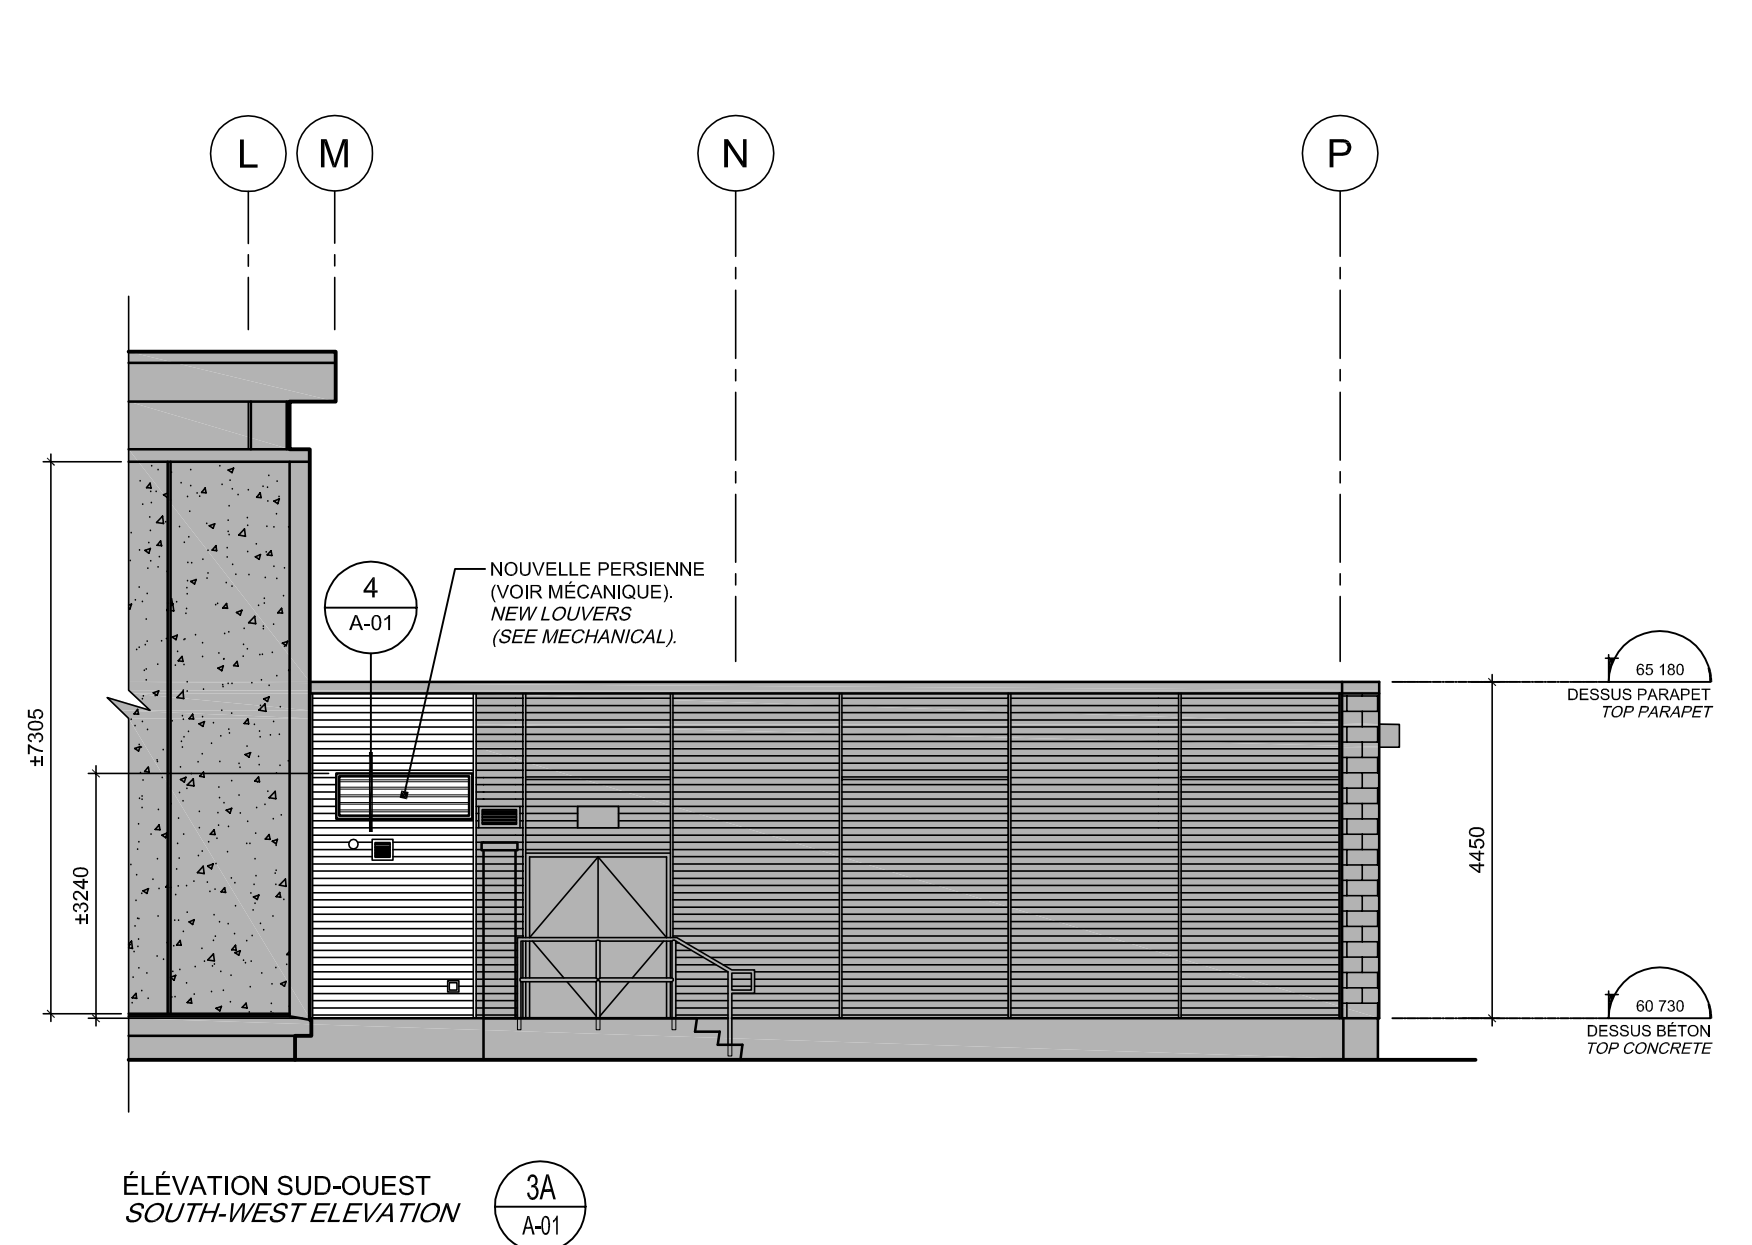 L
M
N
P
4
A-01
NOUVELLE PERSIENNE
(VOIR MÉCANIQUE).
NEW LOUVERS
(SEE MECHANICAL).
65 180
DESSUS PARAPET
TOP PARAPET
±7305
±3240
4450
60 730
DESSUS BÉTON
TOP CONCRETE
ÉLÉVATION SUD-OUEST
SOUTH-WEST ELEVATION
3A
A-01